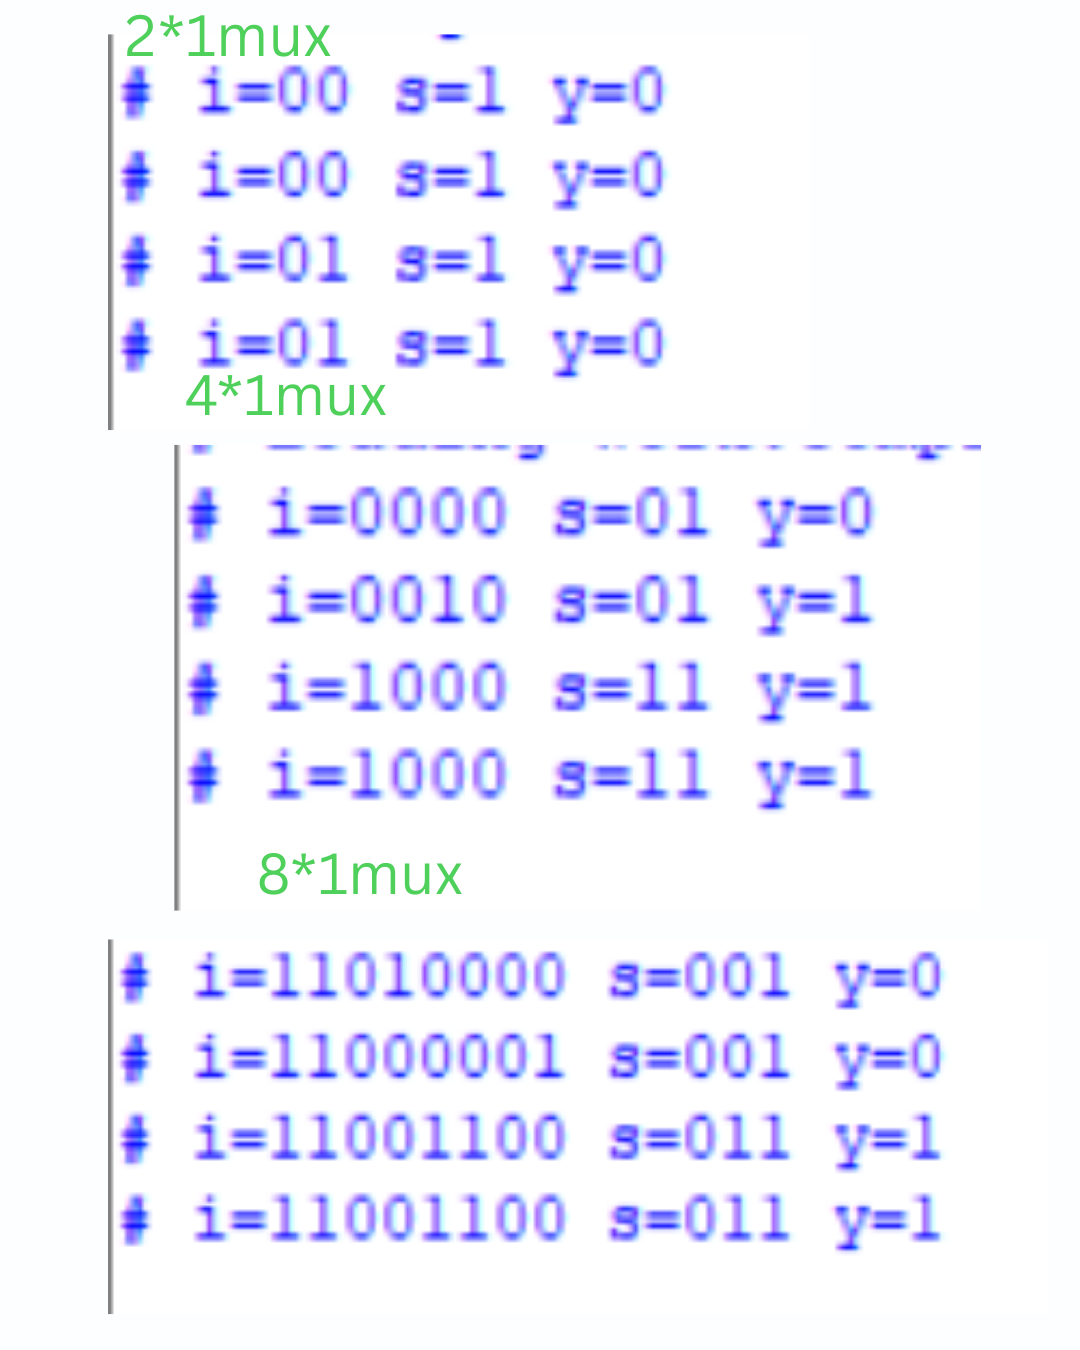 2*1mux
# i=00 s=1 y=0
# i=00 s=1 y=0
# i=01 s=1 y=0
# i=01 s=1 y=0
4*1mux
# i=0000 s=01 y=0
# i=0010 s=01 y=1
# i=1000 s=11 y=1
# i=1000 s=11 y=1
8*1mux
# i=11010000 s=001 y=0
# i=11000001 s=001 y=0
# i=11001100 s=011 y=1
# i=11001100 s=011 y=1